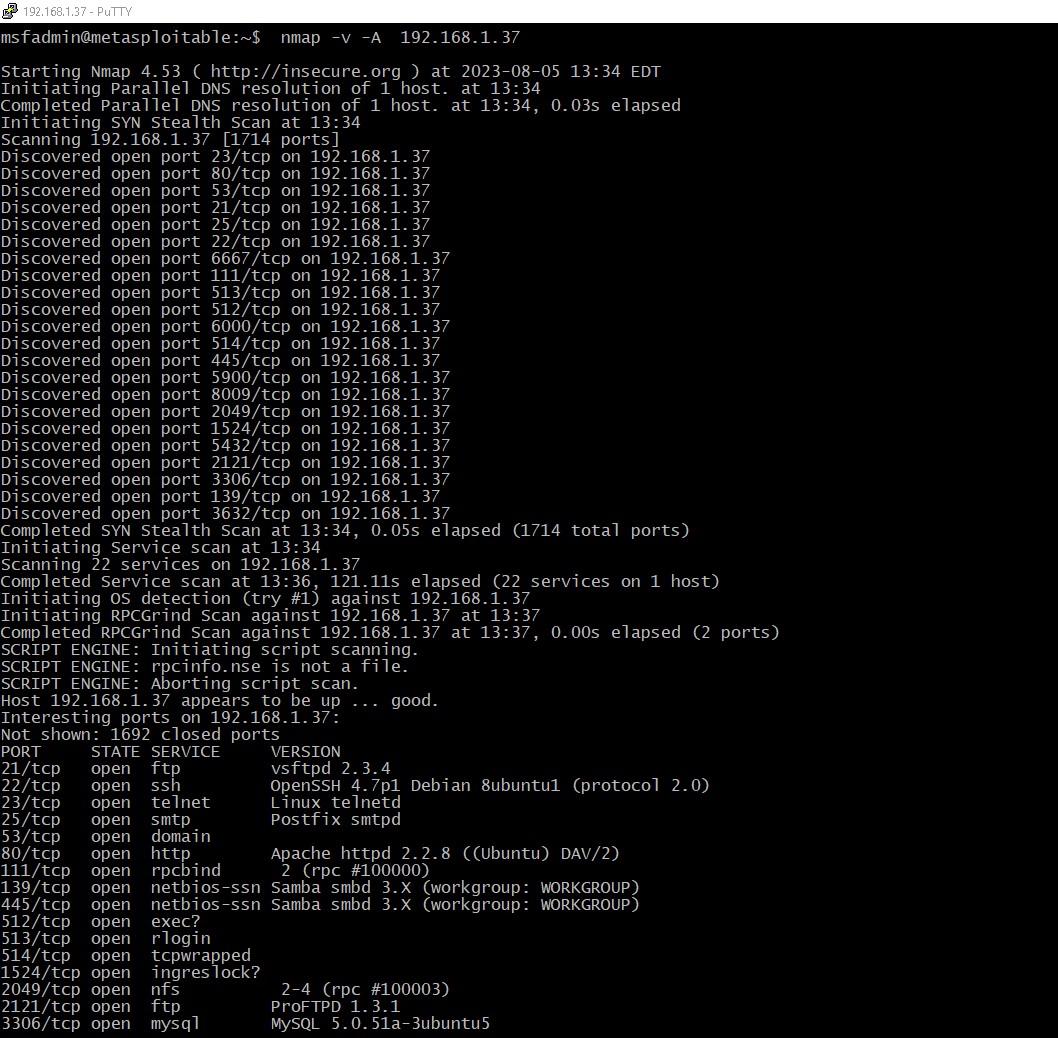 192.168.1.37 - PuTTY
msfadmin@metasploitable:~$  nmap -v -A  192.168.1.37
Starting Nmap 4.53 ( http://insecure.org ) at 2023-08-05 13:34 EDT
Initiating Parallel DNS resolution of 1 host. at 13:34
Completed Parallel DNS resolution of 1 host. at 13:34, 0.03s elapsed
Initiating SYN Stealth Scan at 13:34
Scanning 192.168.1.37 [1714 ports]
Discovered open port 23/tcp on 192.168.1.37
Discovered open port 80/tcp on 192.168.1.37
Discovered open port 53/tcp on 192.168.1.37
Discovered open port 21/tcp on 192.168.1.37
Discovered open port 25/tcp on 192.168.1.37
Discovered open port 22/tcp on 192.168.1.37
Discovered open port 6667/tcp on 192.168.1.37
Discovered open port 111/tcp on 192.168.1.37
Discovered open port 513/tcp on 192.168.1.37
Discovered open port 512/tcp on 192.168.1.37
Discovered open port 6000/tcp on 192.168.1.37
Discovered open port 514/tcp on 192.168.1.37
Discovered open port 445/tcp on 192.168.1.37
Discovered open port 5900/tcp on 192.168.1.37
Discovered open port 8009/tcp on 192.168.1.37
Discovered open port 2049/tcp on 192.168.1.37
Discovered open port 1524/tcp on 192.168.1.37
Discovered open port 5432/tcp on 192.168.1.37
Discovered open port 2121/tcp on 192.168.1.37
Discovered open port 3306/tcp on 192.168.1.37
Discovered open port 139/tcp on 192.168.1.37
Discovered open port 3632/tcp on 192.168.1.37
Completed SYN Stealth Scan at 13:34, 0.05s elapsed (1714 total ports)
Initiating Service scan at 13:34
Scanning 22 services on 192.168.1.37
Completed Service scan at 13:36, 121.11s elapsed (22 services on 1 host)
Initiating OS detection (try #1) against 192.168.1.37
Initiating RPCGrind Scan against 192.168.1.37 at 13:37
Completed RPCGrind Scan against 192.168.1.37 at 13:37, 0.00s elapsed (2 ports)
SCRIPT ENGINE: Initiating script scanning.
SCRIPT ENGINE: rpcinfo.nse is not a file.
SCRIPT ENGINE: Aborting script scan.
Host 192.168.1.37 appears to be up ... good.
Interesting ports on 192.168.1.37:
Not shown: 1692 closed ports
PORT     STATE SERVICE     VERSION
21/tcp   open  ftp         vsftpd 2.3.4
22/tcp   open  ssh         OpenSSH 4.7p1 Debian 8ubuntu1 (protocol 2.0)
23/tcp   open  telnet      Linux telnetd
25/tcp   open  smtp        Postfix smtpd
53/tcp   open  domain
80/tcp   open  http        Apache httpd 2.2.8 ((Ubuntu) DAV/2)
111/tcp  open  rpcbind      2 (rpc #100000)
139/tcp  open  netbios-ssn Samba smbd 3.X (workgroup: WORKGROUP)
445/tcp  open  netbios-ssn Samba smbd 3.X (workgroup: WORKGROUP)
512/tcp  open  exec?
513/tcp  open  rlogin
514/tcp  open  tcpwrapped
1524/tcp open  ingreslock?
2049/tcp open  nfs          2-4 (rpc #100003)
2121/tcp open  ftp         ProFTPD 1.3.1
3306/tcp open  mysql       MySQL 5.0.51a-3ubuntu5